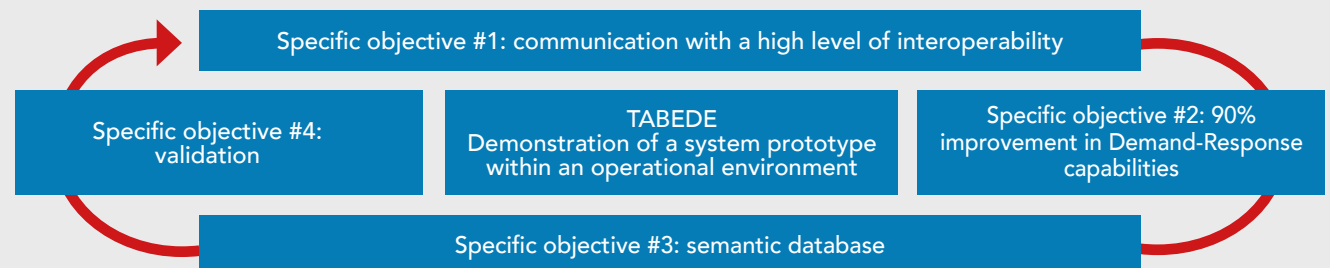 Specific objective #1: communication with a high level of interoperability
Specific objective #4:
validation
TABEDE
Demonstration of a system prototype
within an operational environment
Specific objective #2: 90%
improvement in Demand-Response
capabilities
Specific objective #3: semantic database